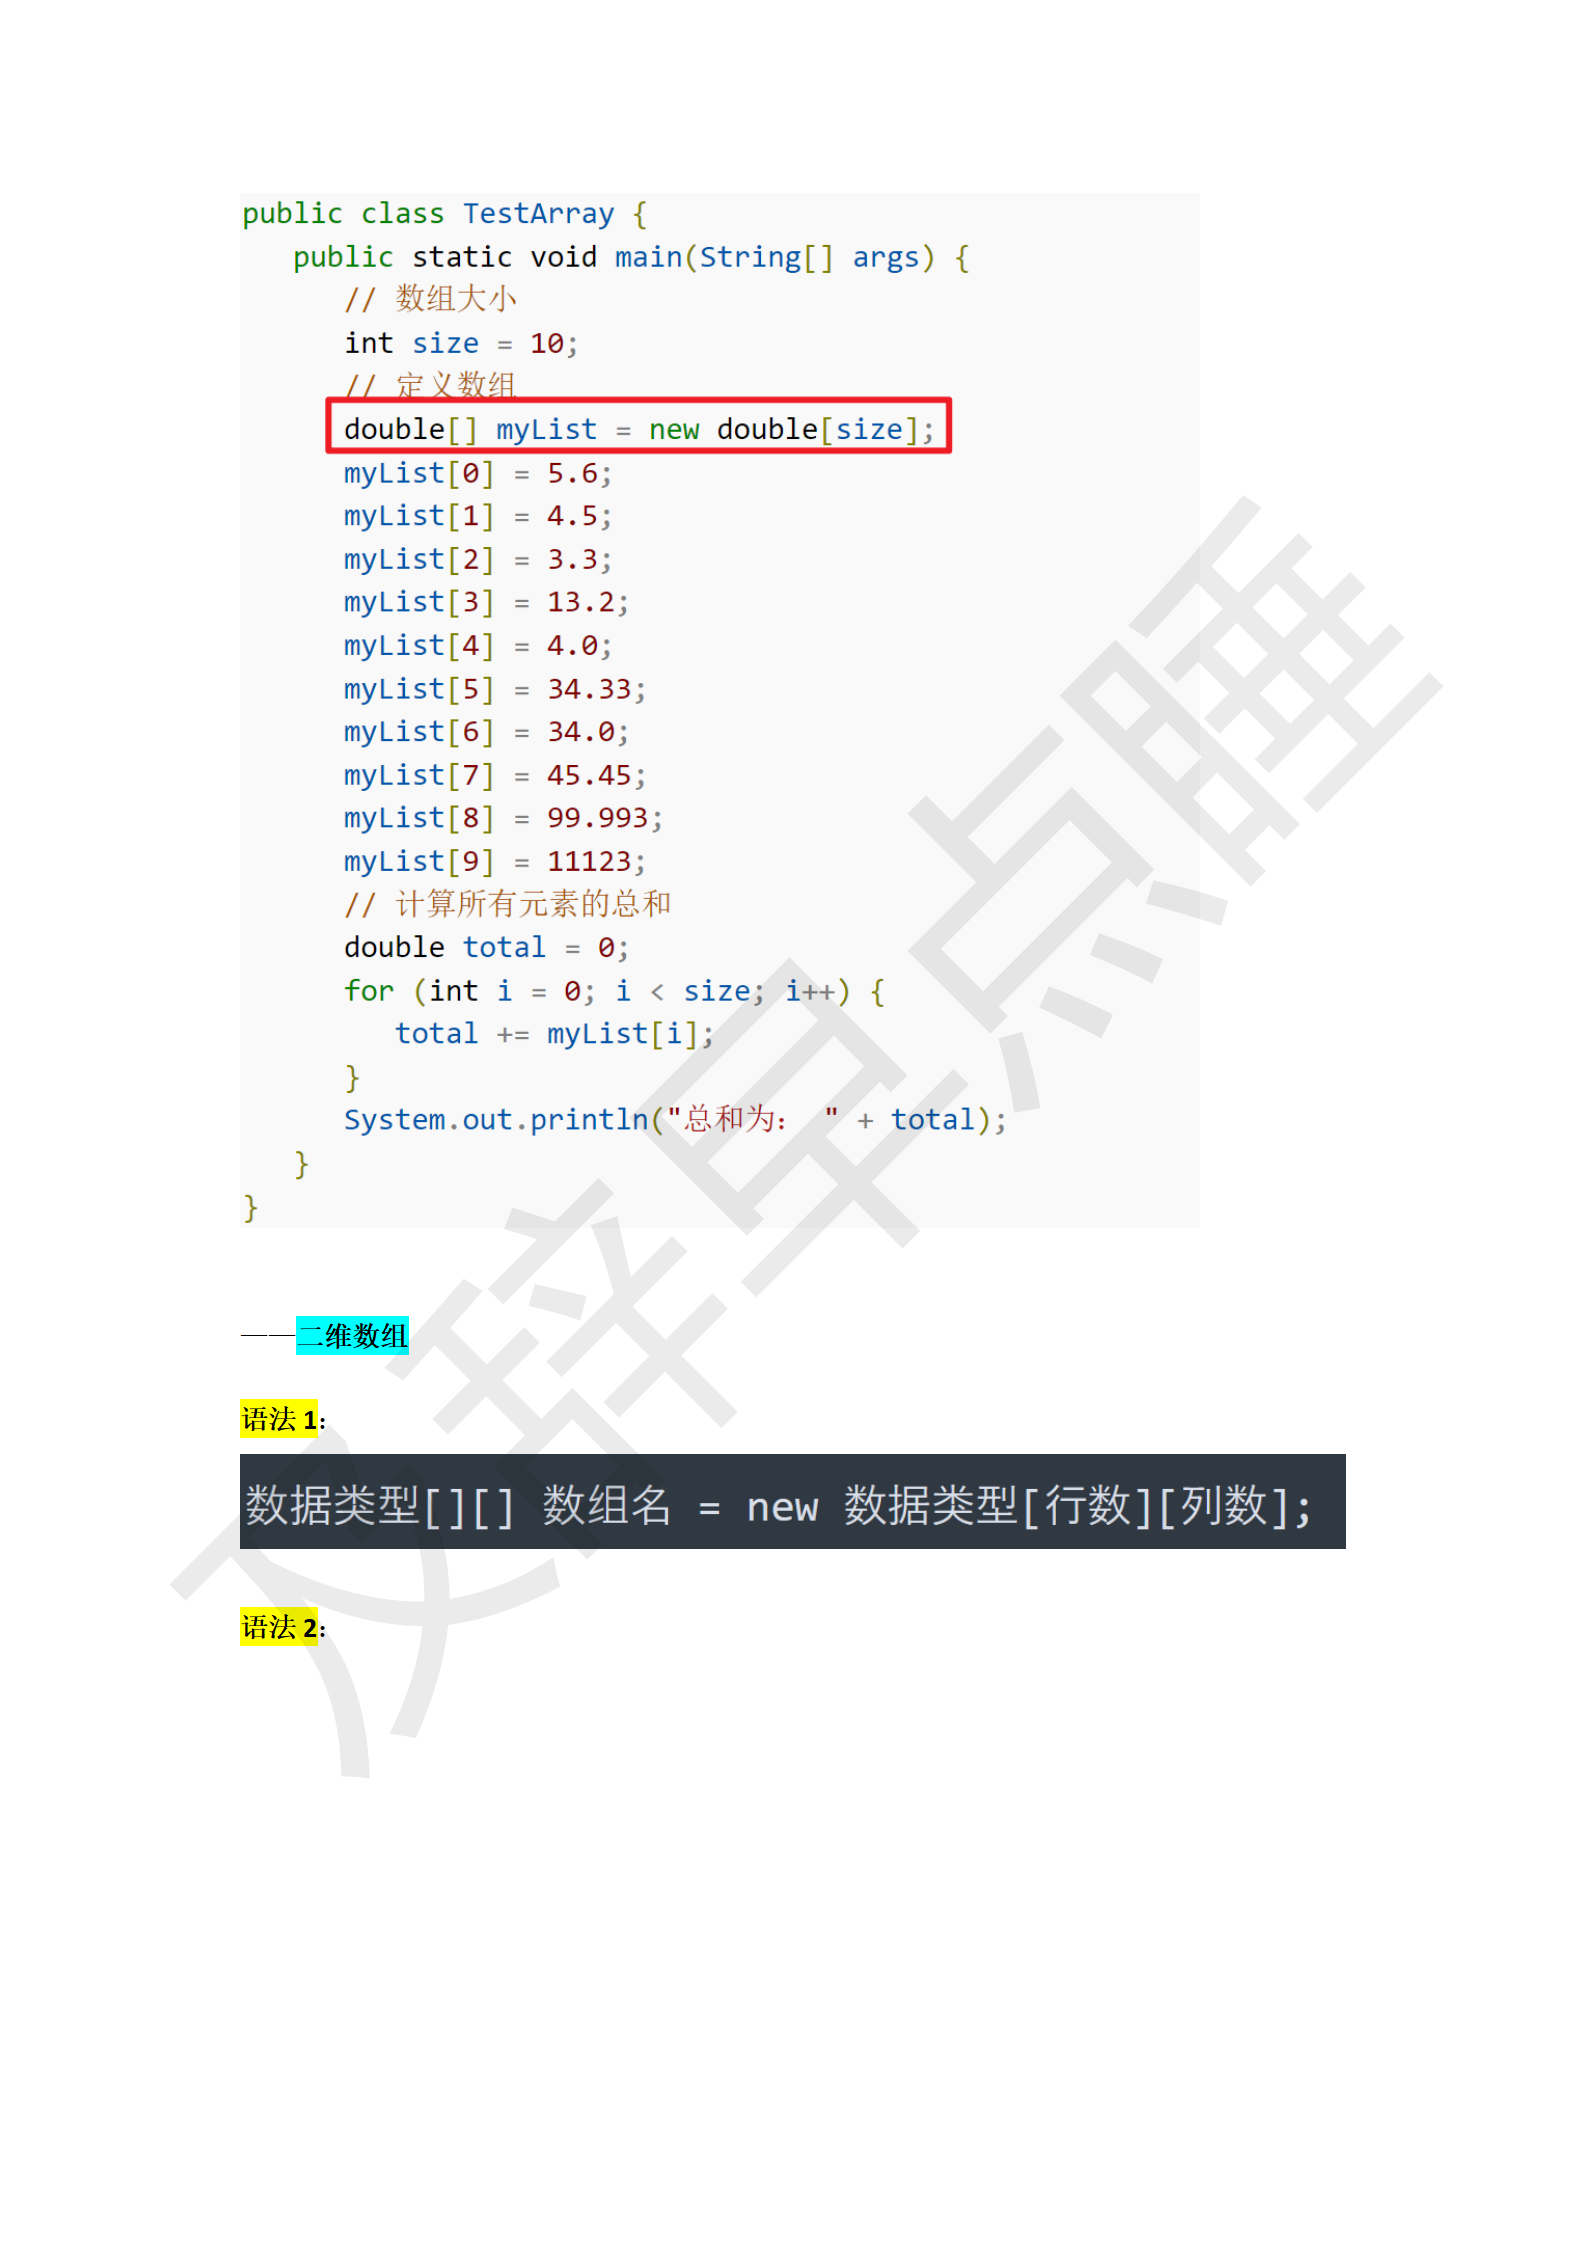 public class TestArray {
   public static void main(String[] args) {
      // 数组大小
      int size = 10;
      // 定义数组
      double[] myList = new double[size];
      myList[0] = 5.6;
      myList[1] = 4.5;
      myList[2] = 3.3;
      myList[3] = 13.2;
      myList[4] = 4.0;
      myList[5] = 34.33;
      myList[6] = 34.0;
      myList[7] = 45.45;
      myList[8] = 99.993;
      myList[9] = 11123;
      // 计算所有元素的总和
      double total = 0;
      for (int i = 0; i < size; i++) {
         total += myList[i];
      }
      System.out.println("总和为： " + total);
   }
}
——二维数组
语法 1：
数据类型[][] 数组名 = new 数据类型[行数][列数];
语法 2：
又辞早点睡